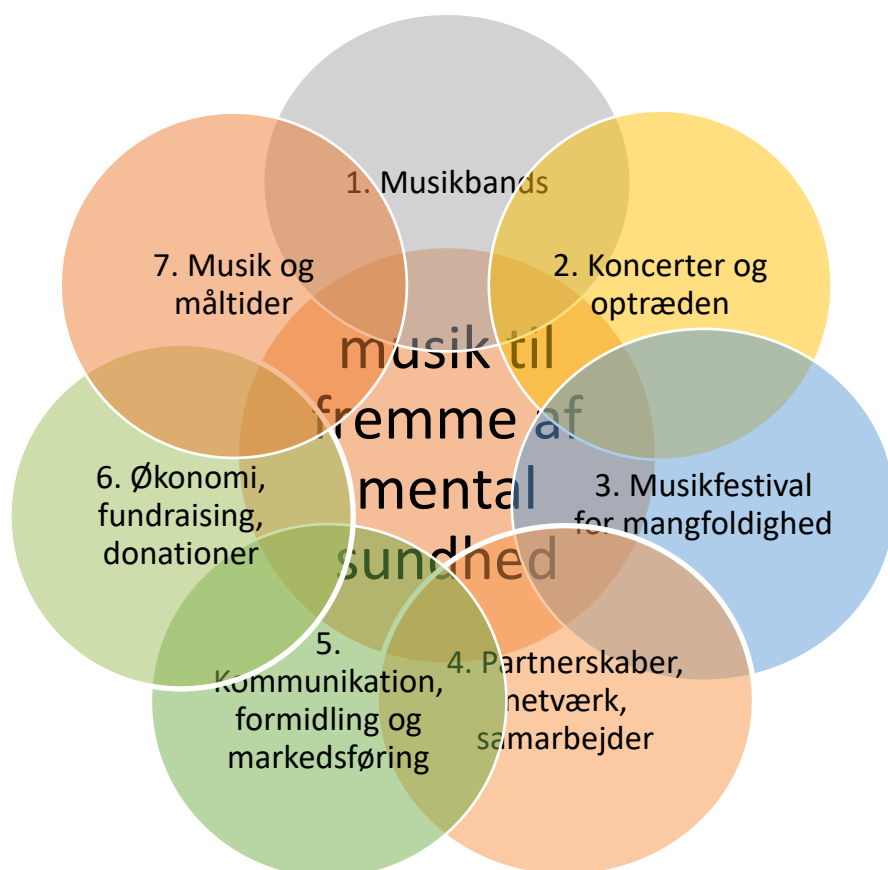 1. Musikbands
2. Koncerter og
optræden
3. Musikfestival
for mangfoldighed
4. Partnerskaber,
netværk,
samarbejder
5.
Kommunikation,
formidling og
markedsføring
6. Økonomi,
fundraising,
donationer
7. Musik og
måltider
musik til
fremme af
mental
sundhed